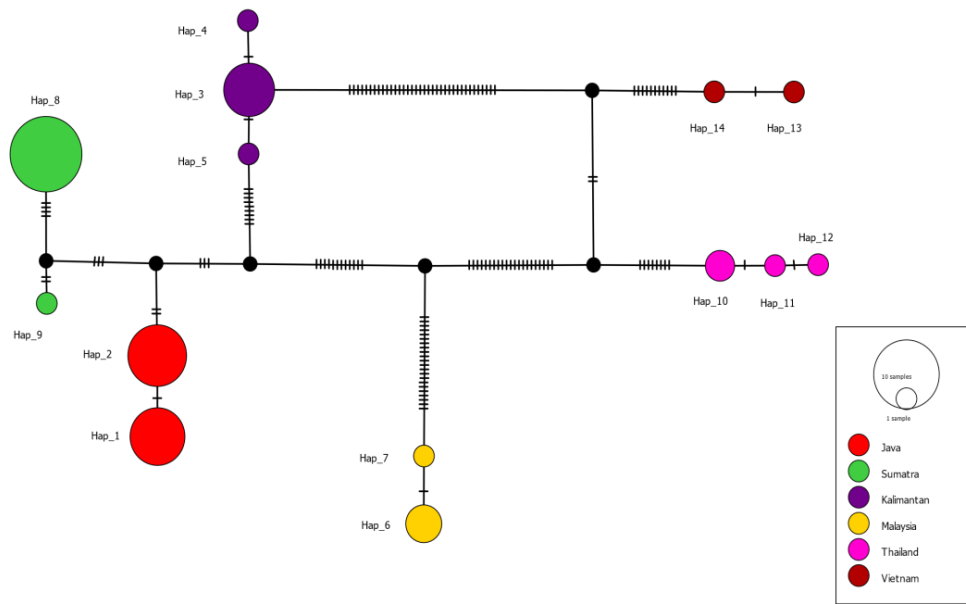 Hap_4
Hap_3
Hap_8
Hap_14
Hap_13
Hap_5
Hap_12
Hap_10
Hap_11
Hap_9
Hap_2
Hap_1
Hap_7
Hap_6
10 samples
1 sample
Java
Sumatra
Kalimantan
Malaysia
Thailand
Vietnam